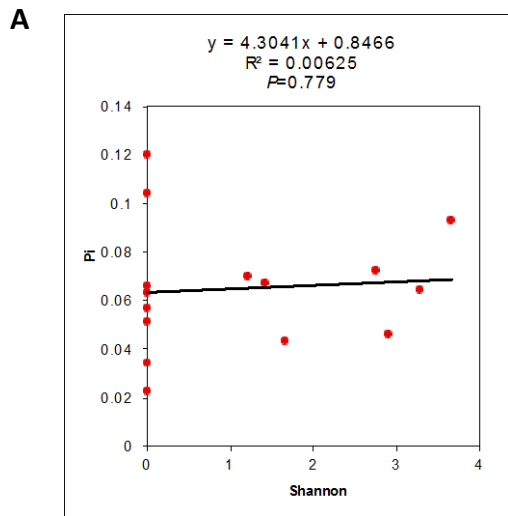 A
y = 4.3041x + 0.8466
R² = 0.00625
P=0.779
0.14
0.12
0.1
0.08
0.06
0.04
0.02
0
Pi
0 1 2 3 4
Shannon